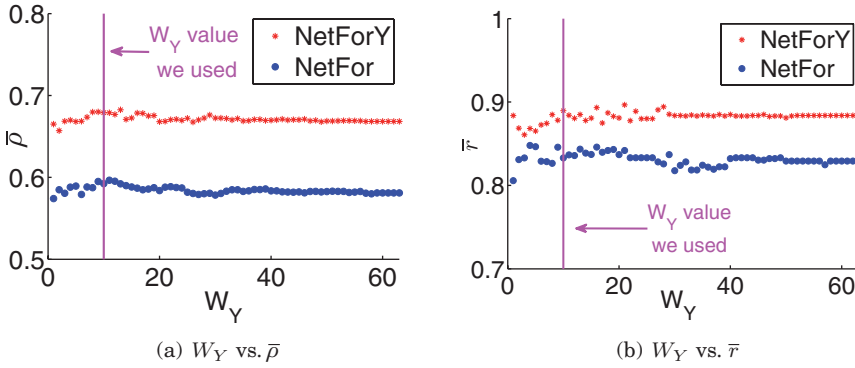 0.8
0.7
0.6
0.5
ρ̅
W_Y value
we used
NetForY
NetFor
0 20 40 60
W_Y
(a) W_Y vs. ρ̅
1
0.9
0.8
0.7
r̅
NetForY
NetFor
W_Y value
we used
0 20 40 60
W_Y
(b) W_Y vs. r̅